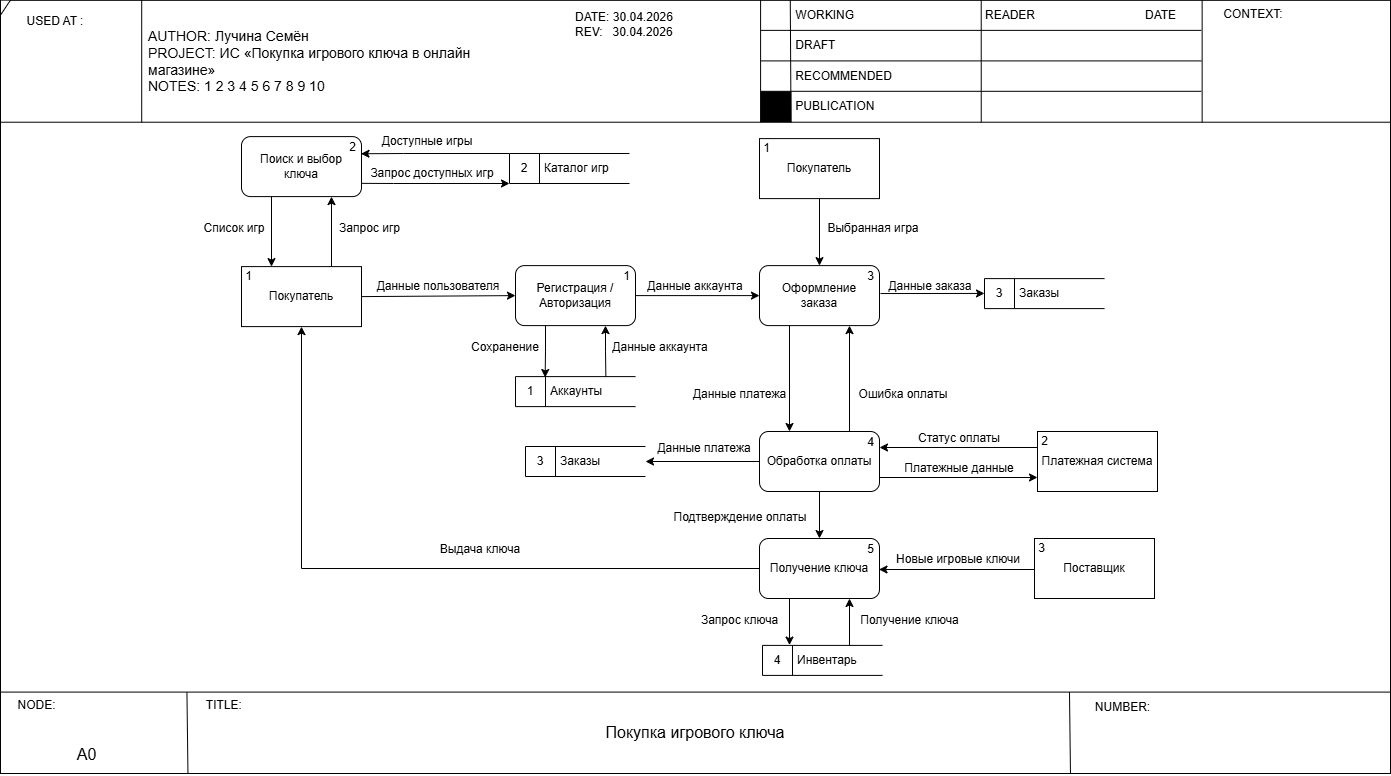 USED AT :
AUTHOR: Лучина Семён
PROJECT: ИС «Покупка игрового ключа в онлайн
магазине»
NOTES: 1 2 3 4 5 6 7 8 9 10
DATE: 30.04.2026
REV: 30.04.2026
WORKING
DRAFT
RECOMMENDED
PUBLICATION
READER DATE
CONTEXT:
2
Поиск и выбор
ключа
Доступные игры
Запрос доступных игр
2 Каталог игр
1
Покупатель
Список игр
Запрос игр
Выбранная игра
1
Покупатель
Данные пользователя
1
Регистрация /
Авторизация
Данные аккаунта
3
Оформление
заказа
Данные заказа
3 Заказы
Сохранение
Данные аккаунта
1 Аккаунты
Данные платежа
Ошибка оплаты
3 Заказы
Данные платежа
4
Обработка оплаты
Статус оплаты
Платежные данные
2
Платежная система
Подтверждение оплаты
Выдача ключа
5
Получение ключа
Новые игровые ключи
3
Поставщик
Запрос ключа
Получение ключа
4 Инвентарь
NODE:
A0
TITLE:
Покупка игрового ключа
NUMBER: